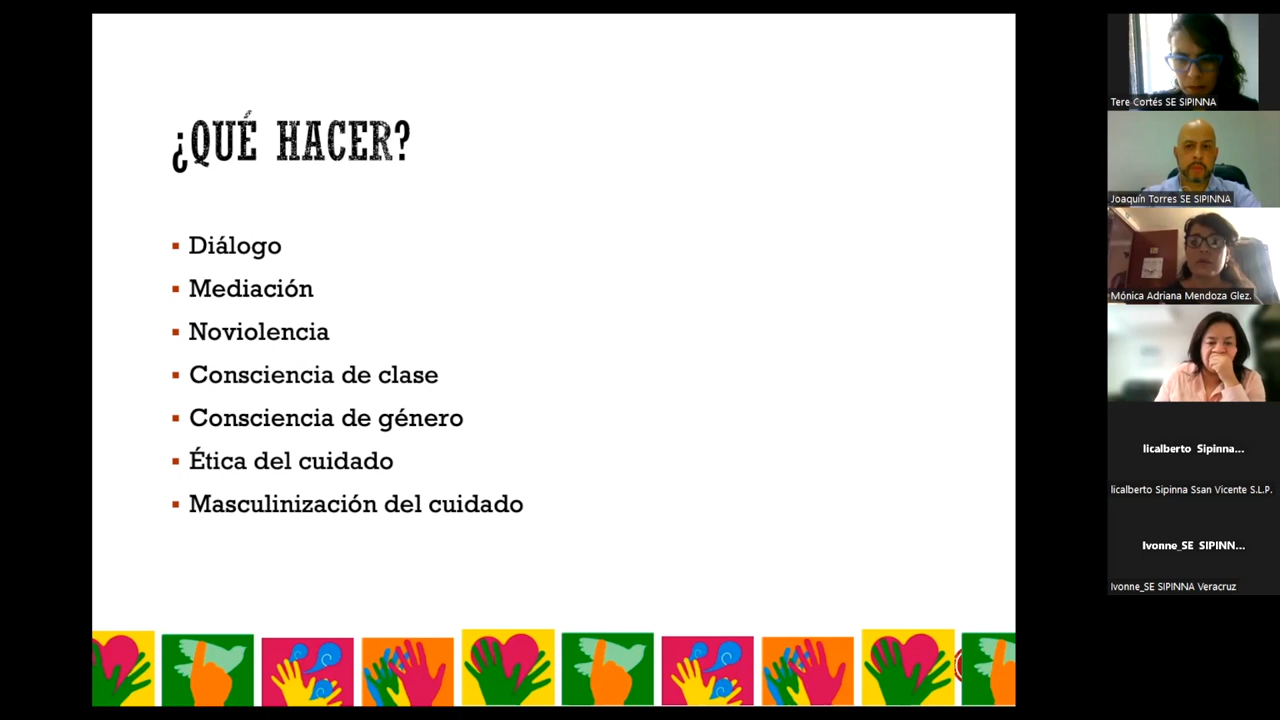 ¿QUÉ HACER?
▪ Diálogo
▪ Mediación
▪ Noviolencia
▪ Consciencia de clase
▪ Consciencia de género
▪ Ética del cuidado
▪ Masculinización del cuidado
Tere Cortés SE SIPINNA
Joaquín Torres SE SIPINNA
Mónica Adriana Mendoza Glez.
licalberto Sipinna...
licalberto Sipinna Ssan Vicente S.L.P.
Ivonne_SE SIPINN...
Ivonne_SE SIPINNA Veracruz